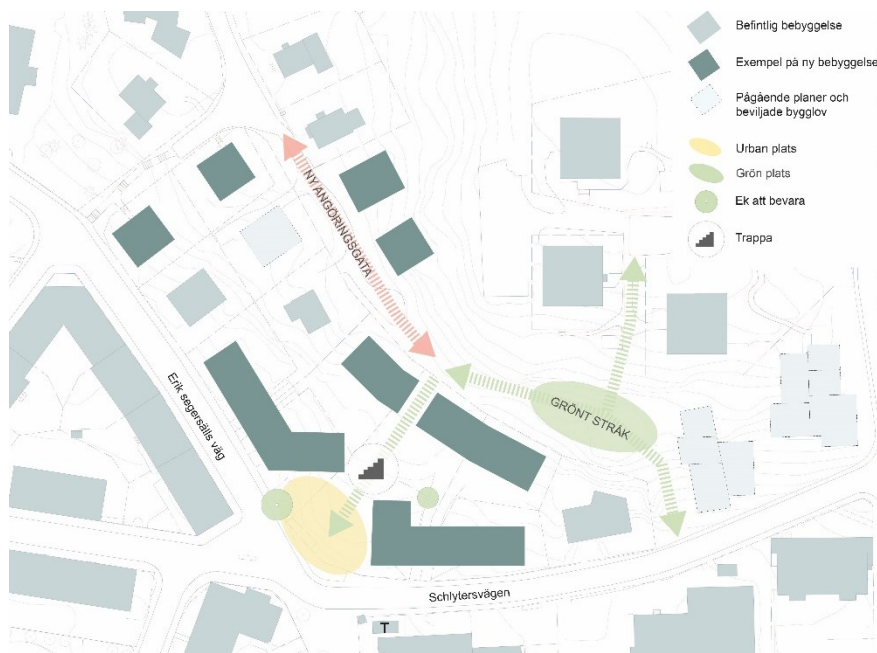 Befintlig bebyggelse
Exempel på ny bebyggelse
Pågående planer och
beviljade bygglov
Urban plats
Grön plats
Ek att bevara
Trappa
NY ANGÖRINGSGATA
Erik segersälls väg
GRÖNT STRÅK
Schlytersvägen
T